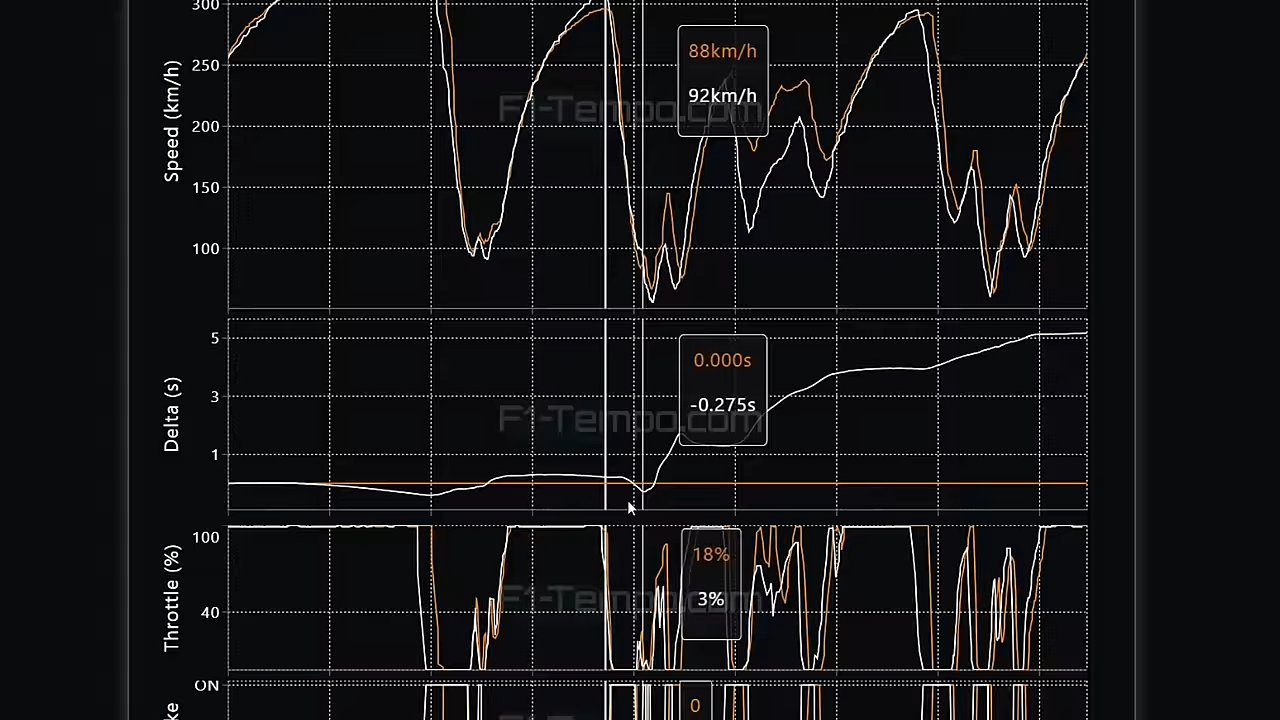 300
250
200
150
100
Speed (km/h)
88km/h
92km/h
F1-Tempo.com
5
3
1
Delta (s)
0.000s
-0.275s
F1-Tempo.com
100
40
Throttle (%)
18%
3%
F1-Tempo.com
ON
ke
0